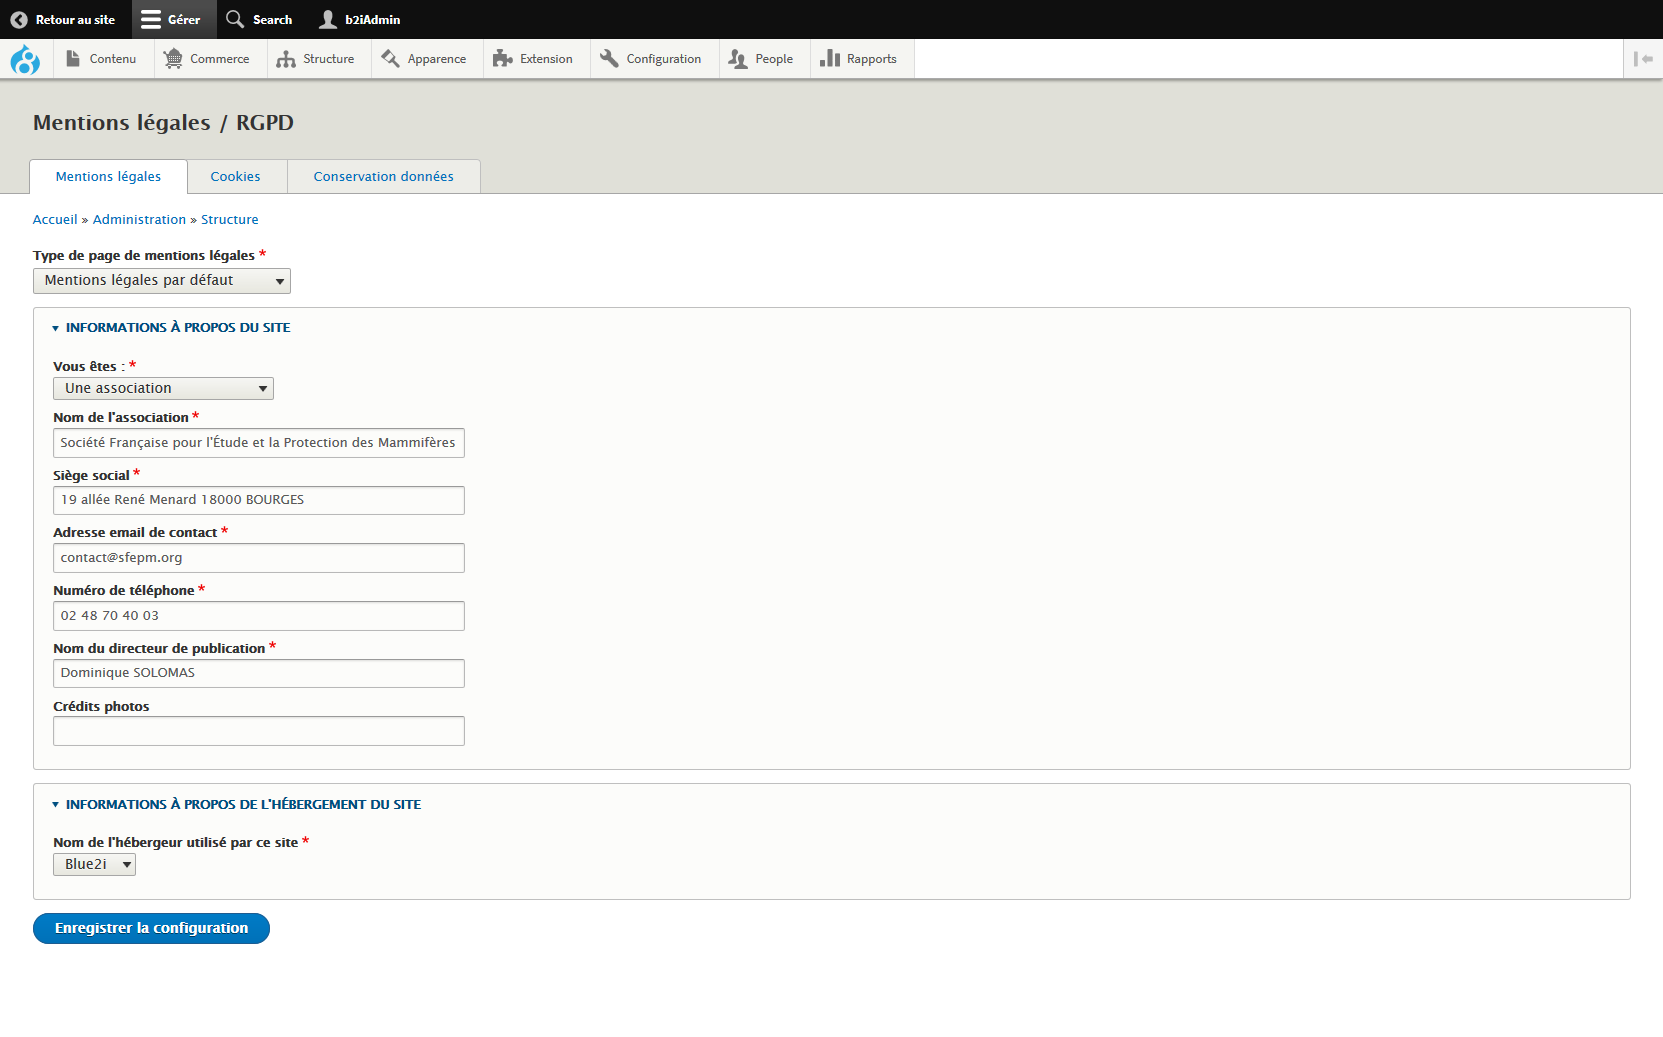 Retour au site Gérer Search b2iAdmin
Contenu Commerce Structure Apparence Extension Configuration People Rapports
Mentions légales / RGPD
Mentions légales Cookies Conservation données
Accueil » Administration » Structure
Type de page de mentions légales *
Mentions légales par défaut
INFORMATIONS À PROPOS DU SITE
Vous êtes : *
Une association
Nom de l'association *
Société Française pour l'Étude et la Protection des Mammifères
Siège social *
19 allée René Menard 18000 BOURGES
Adresse email de contact *
contact@sfepm.org
Numéro de téléphone *
02 48 70 40 03
Nom du directeur de publication *
Dominique SOLOMAS
Crédits photos
INFORMATIONS À PROPOS DE L'HÉBERGEMENT DU SITE
Nom de l'hébergeur utilisé par ce site *
Blue2i
Enregistrer la configuration